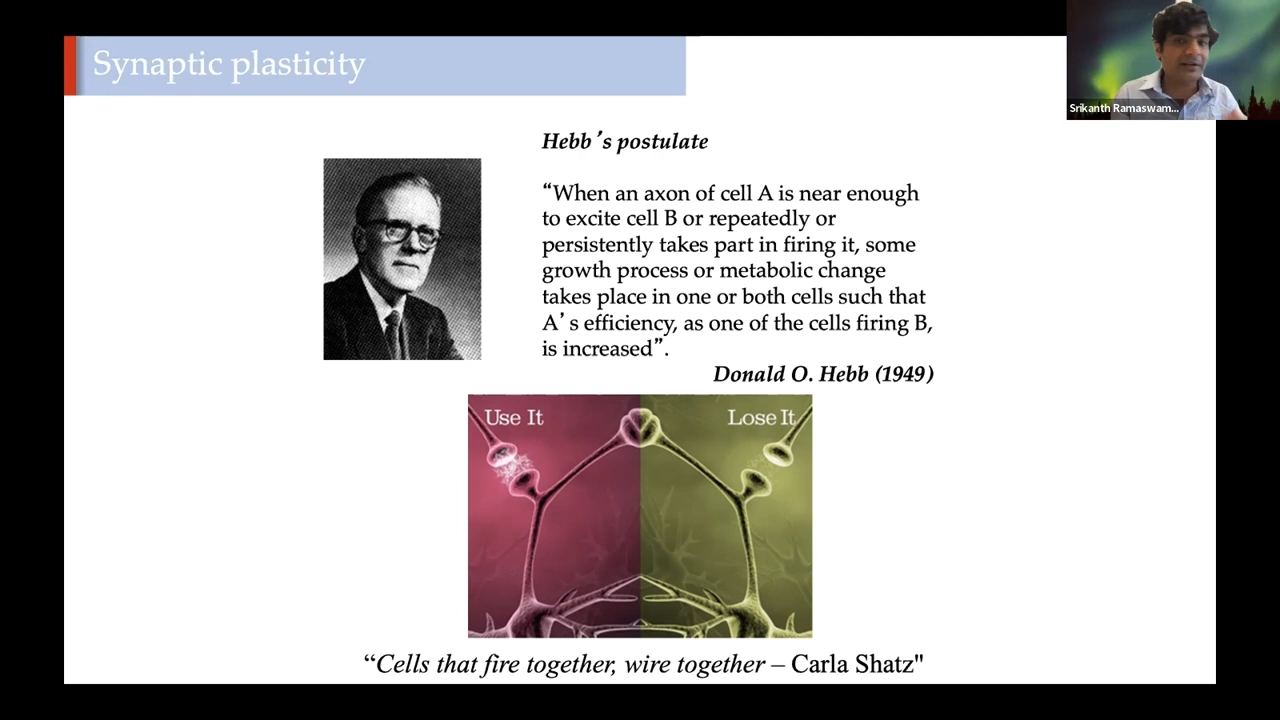 Synaptic plasticity
Srikanth Ramaswam...
Hebb's postulate
“When an axon of cell A is near enough
to excite cell B or repeatedly or
persistently takes part in firing it, some
growth process or metabolic change
takes place in one or both cells such that
A's efficiency, as one of the cells firing B,
is increased”.
Donald O. Hebb (1949)
Use It
Lose It
“Cells that fire together, wire together – Carla Shatz"